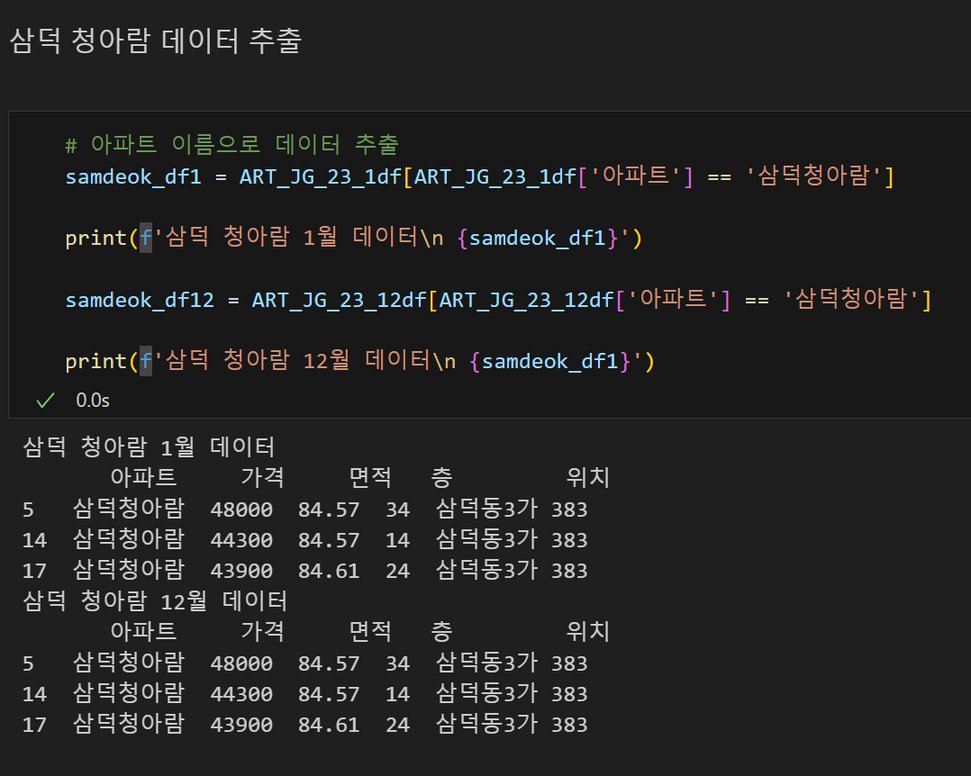 삼덕 청아람 데이터 추출
# 아파트 이름으로 데이터 추출
samdeok_df1 = ART_JG_23_1df[ART_JG_23_1df['아파트'] == '삼덕청아람']
print(f'삼덕 청아람 1월 데이터\n {samdeok_df1}')
samdeok_df12 = ART_JG_23_12df[ART_JG_23_12df['아파트'] == '삼덕청아람']
print(f'삼덕 청아람 12월 데이터\n {samdeok_df1}')
✓ 0.0s
삼덕 청아람 1월 데이터
아파트 가격 면적 층 위치
5 삼덕청아람 48000 84.57 34 삼덕동3가 383
14 삼덕청아람 44300 84.57 14 삼덕동3가 383
17 삼덕청아람 43900 84.61 24 삼덕동3가 383
삼덕 청아람 12월 데이터
아파트 가격 면적 층 위치
5 삼덕청아람 48000 84.57 34 삼덕동3가 383
14 삼덕청아람 44300 84.57 14 삼덕동3가 383
17 삼덕청아람 43900 84.61 24 삼덕동3가 383